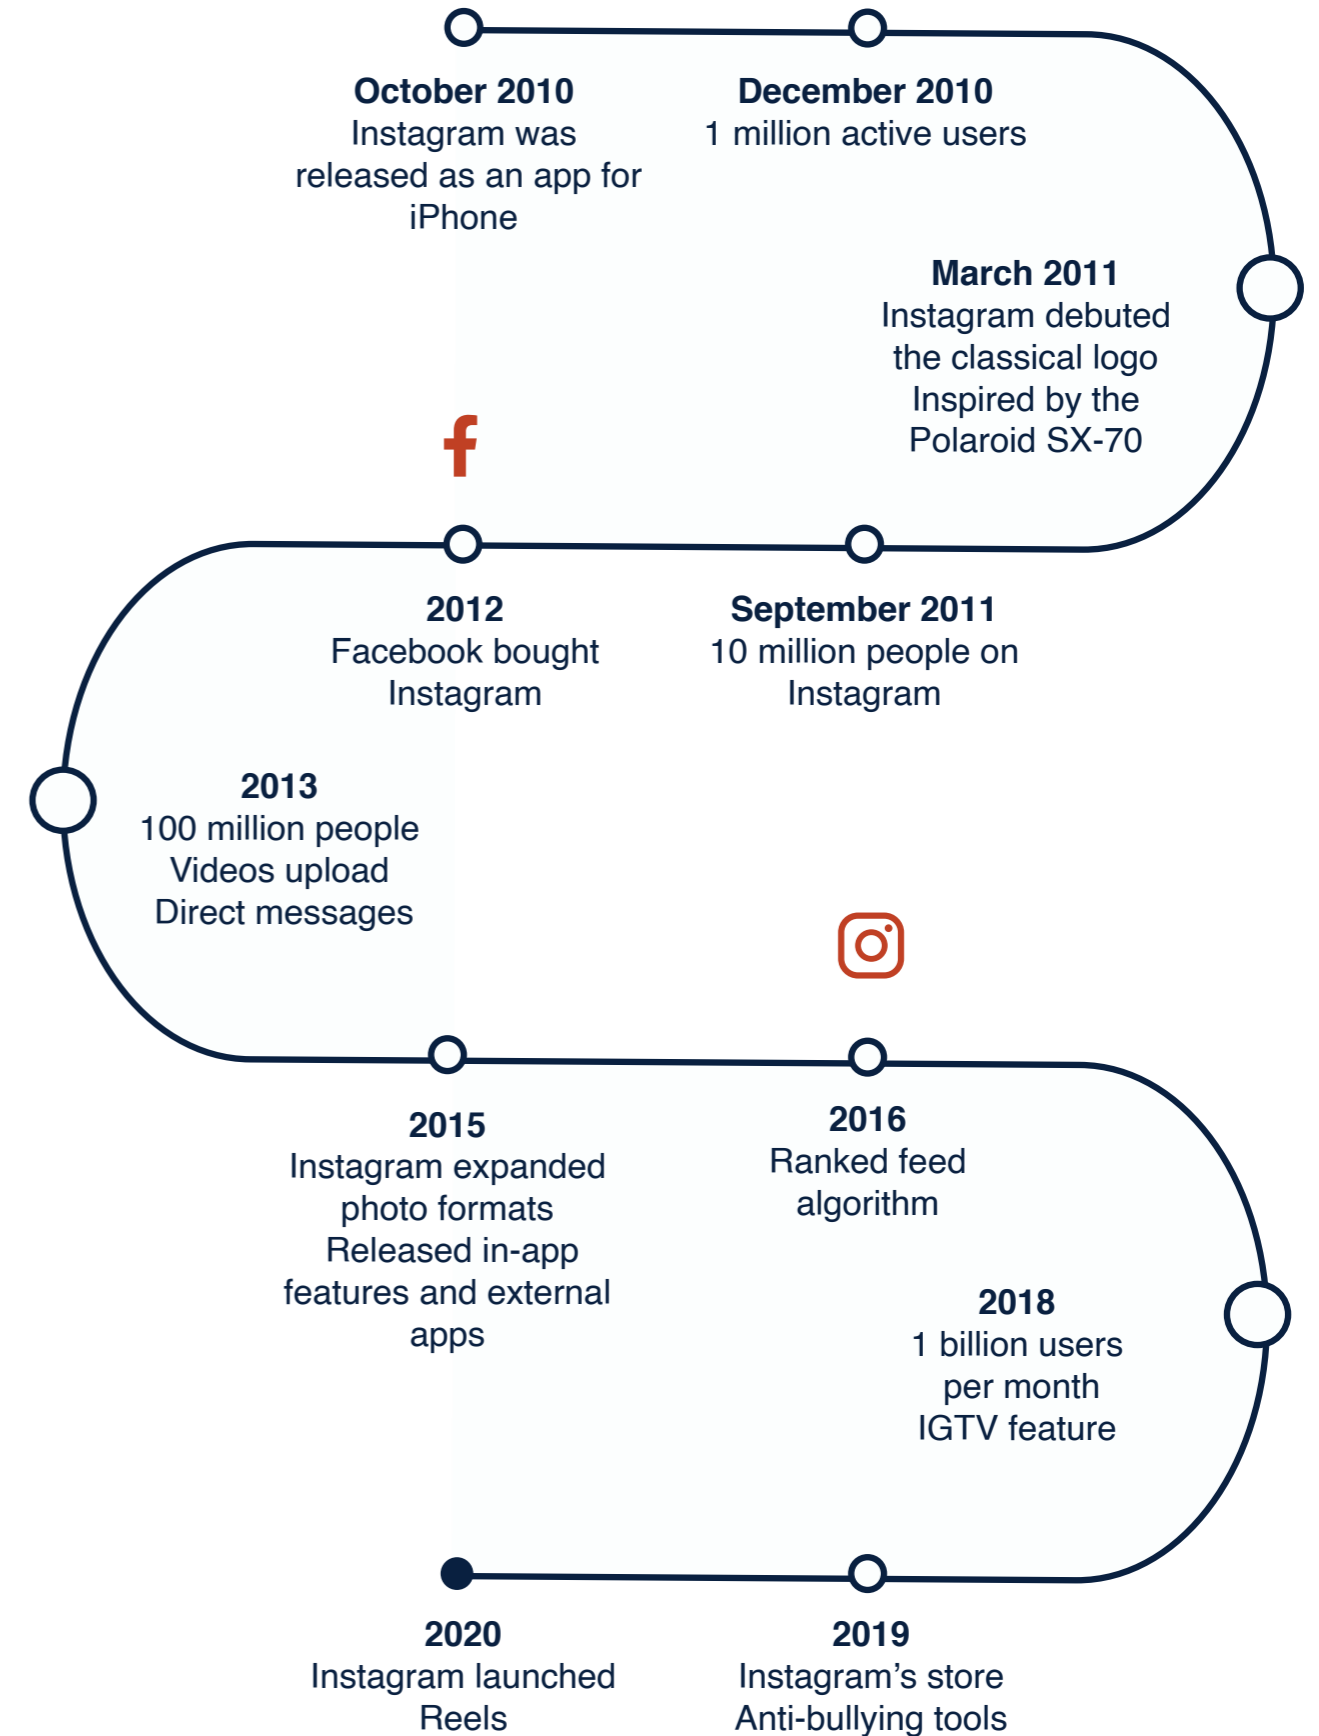 October 2010
Instagram was
released as an app for
iPhone
December 2010
1 million active users
March 2011
Instagram debuted
the classical logo
Inspired by the
Polaroid SX-70
September 2011
10 million people on
Instagram
2012
Facebook bought
Instagram
2013
100 million people
Videos upload
Direct messages
2015
Instagram expanded
photo formats
Released in-app
features and external
apps
2016
Ranked feed
algorithm
2018
1 billion users
per month
IGTV feature
2019
Instagram’s store
Anti-bullying tools
2020
Instagram launched
Reels